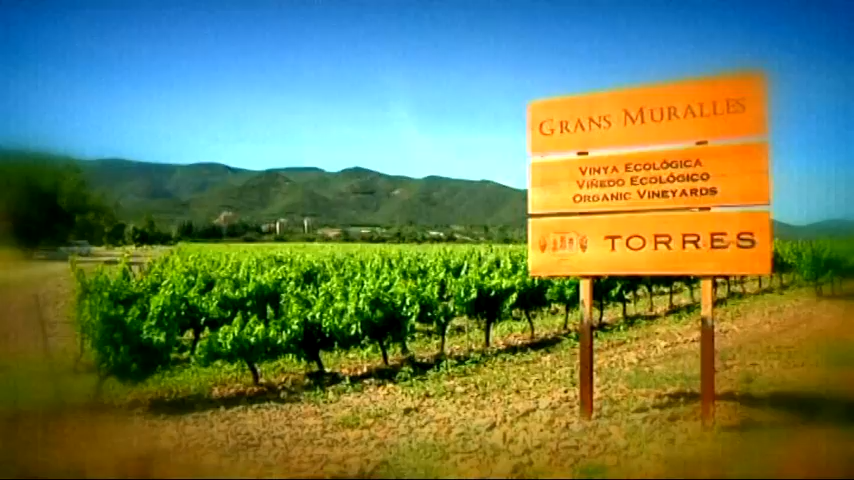 GRANS MURALLES
VINYA ECOLÓGICA
VIÑEDO ECOLÓGICO
ORGANIC VINEYARDS
TORRES